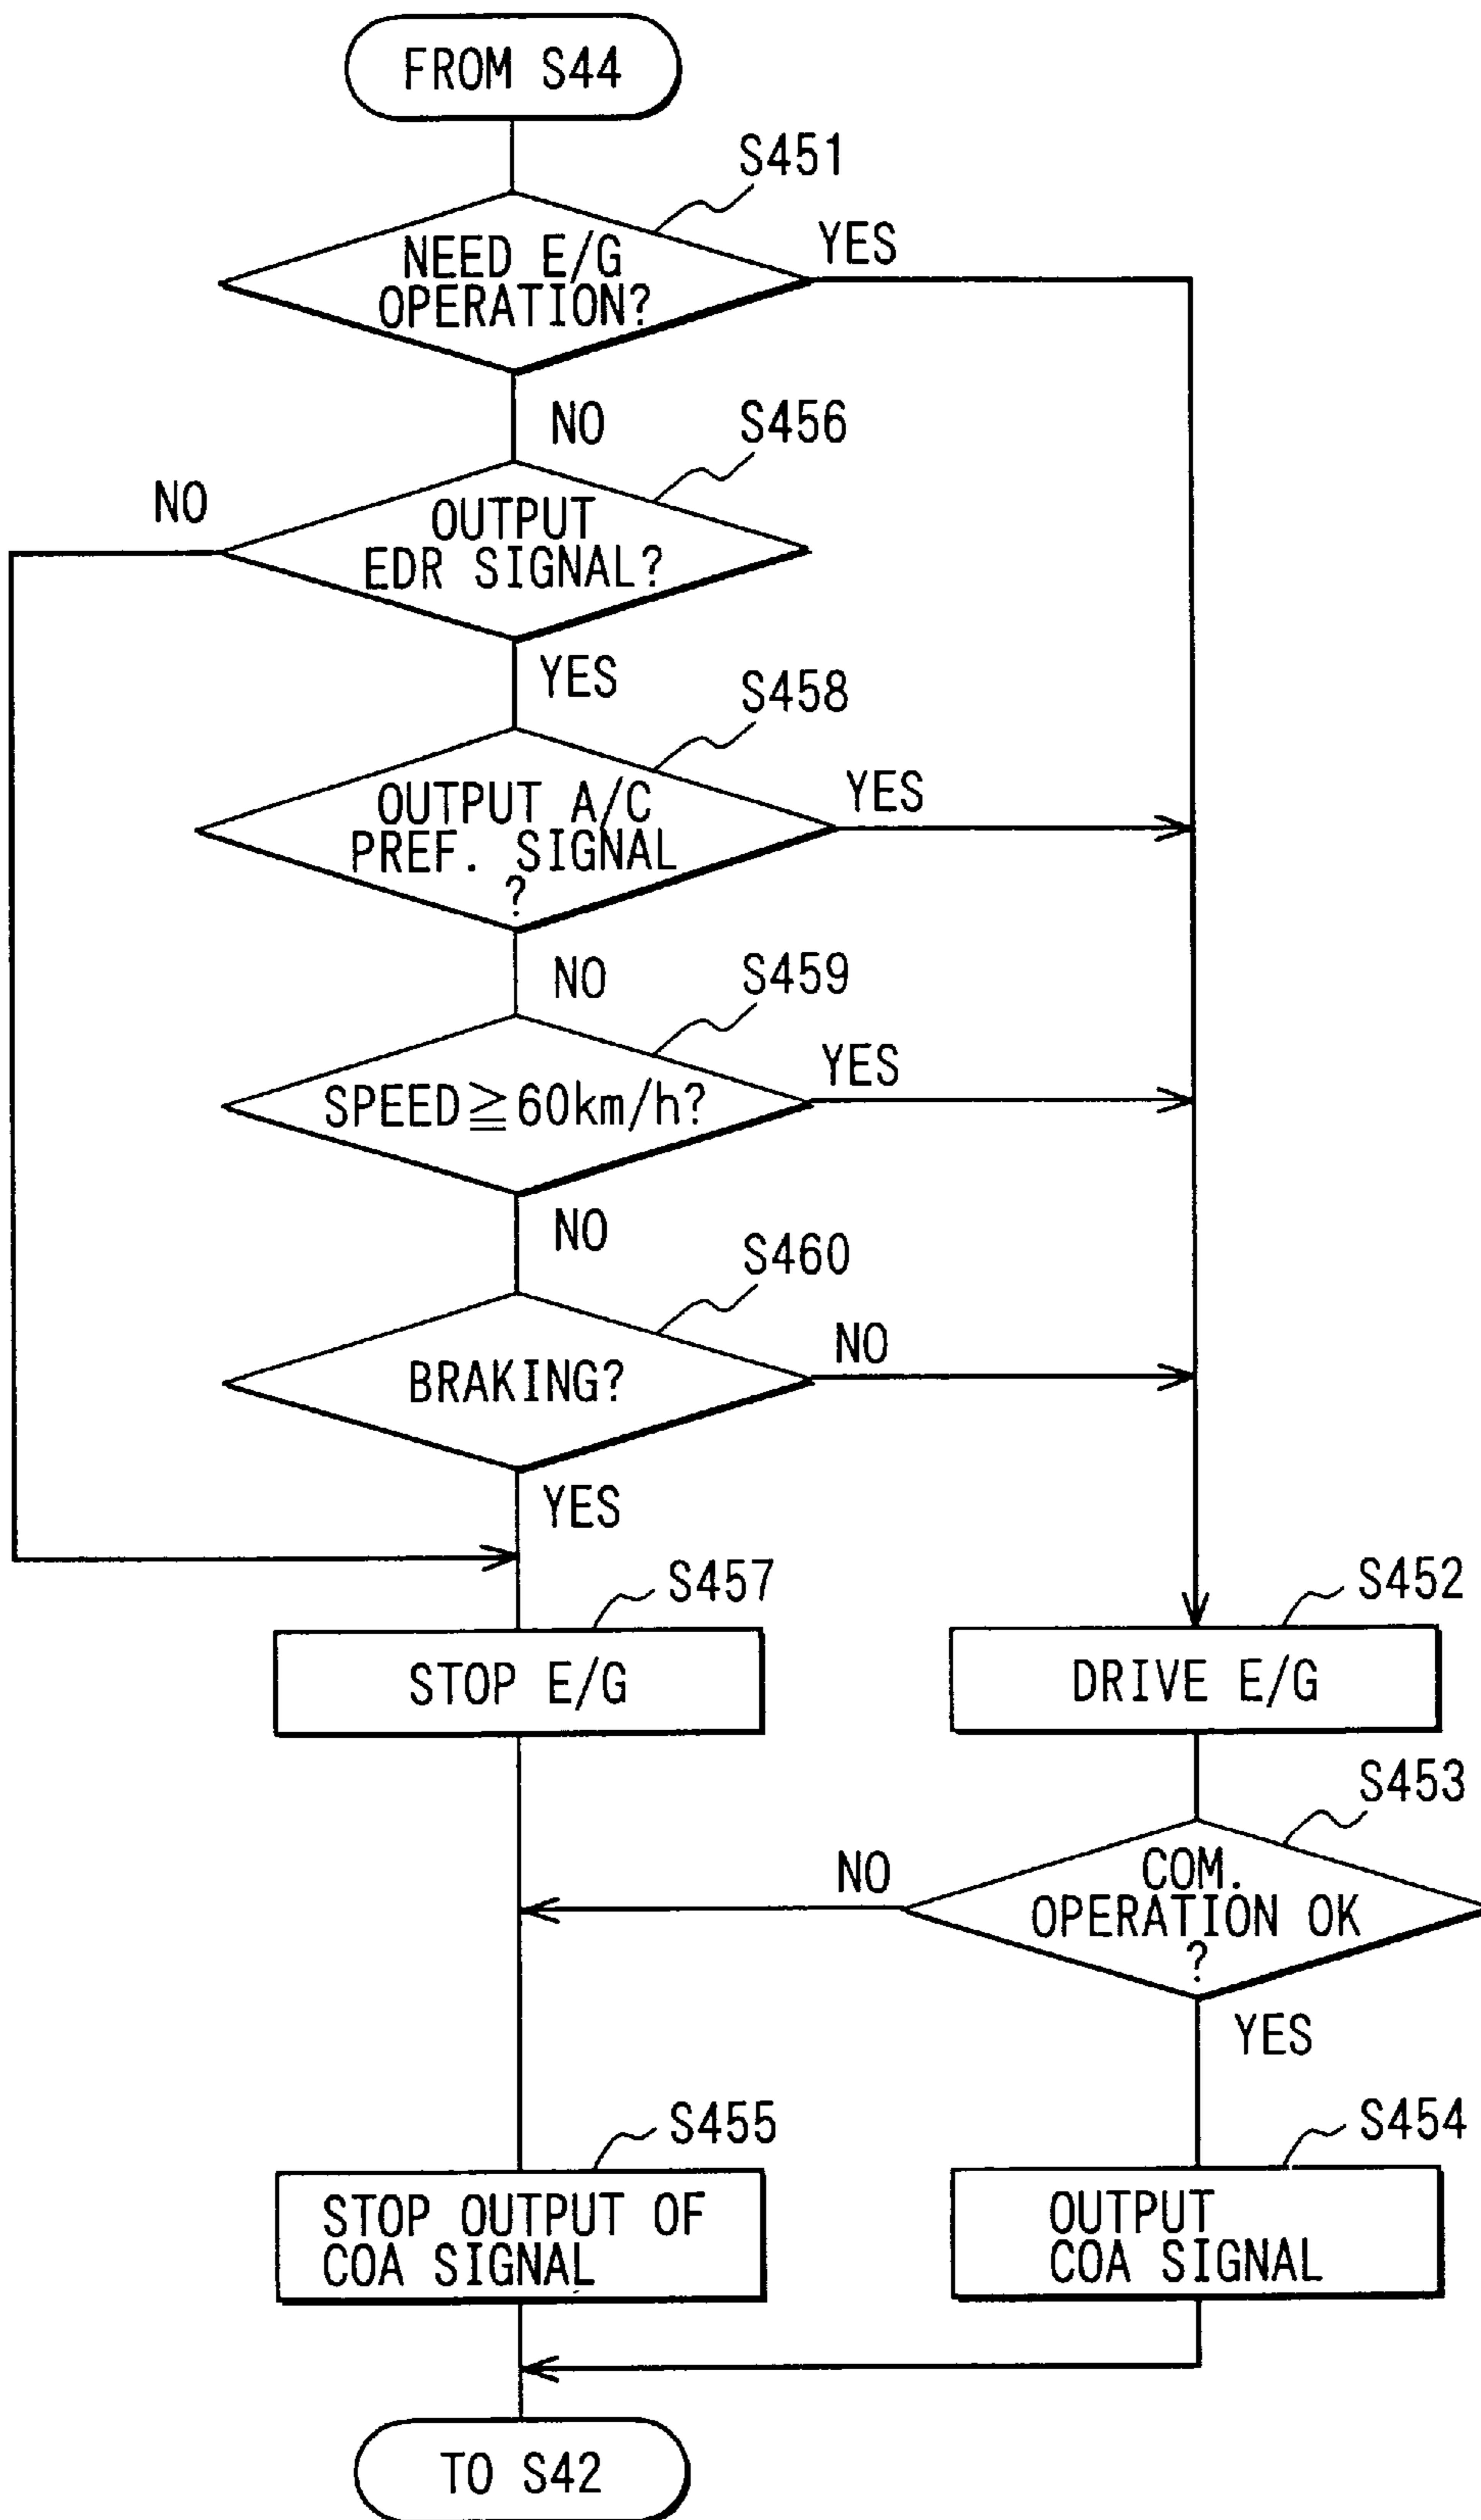 FROM S44
S451
NEED E/G
OPERATION?
YES
NO
S456
NO
OUTPUT
EDR SIGNAL?
YES
S458
OUTPUT A/C
PREF. SIGNAL
?
YES
NO
S459
SPEED≧60km/h?
YES
NO
S460
BRAKING?
NO
YES
S457
STOP E/G
S452
DRIVE E/G
S453
COM.
OPERATION OK
?
NO
YES
S455
STOP OUTPUT OF
COA SIGNAL
S454
OUTPUT
COA SIGNAL
TO S42